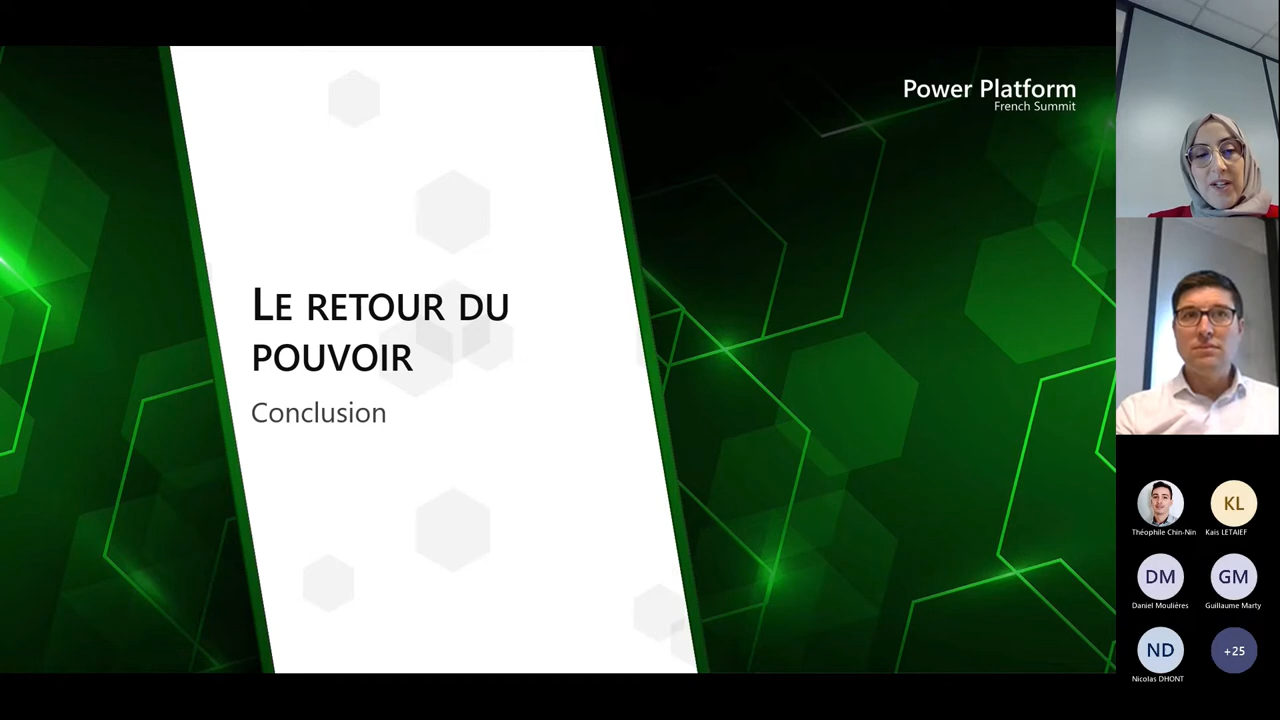 Power Platform
French Summit
LE RETOUR DU
POUVOIR
Conclusion
Théophile Chin-Nin
KL
Kais LETAIEF
DM
Daniel Moulières
GM
Guillaume Marty
ND
Nicolas DHONT
+25